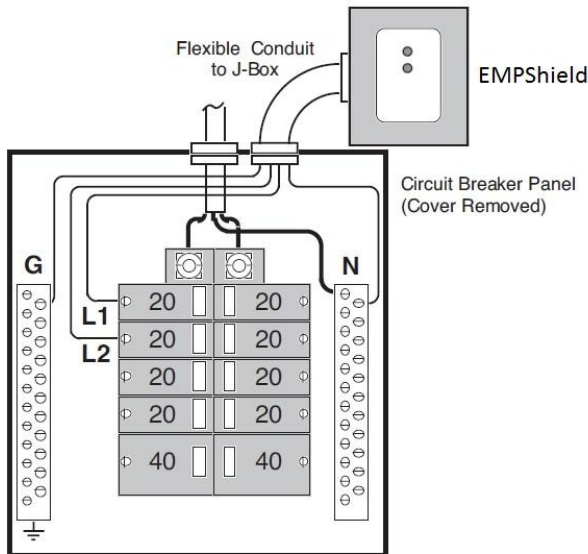 Flexible Conduit
to J-Box
EMPShield
Circuit Breaker Panel
(Cover Removed)
G
N
L1
L2
20 20
20 20
20 20
20 20
40 40